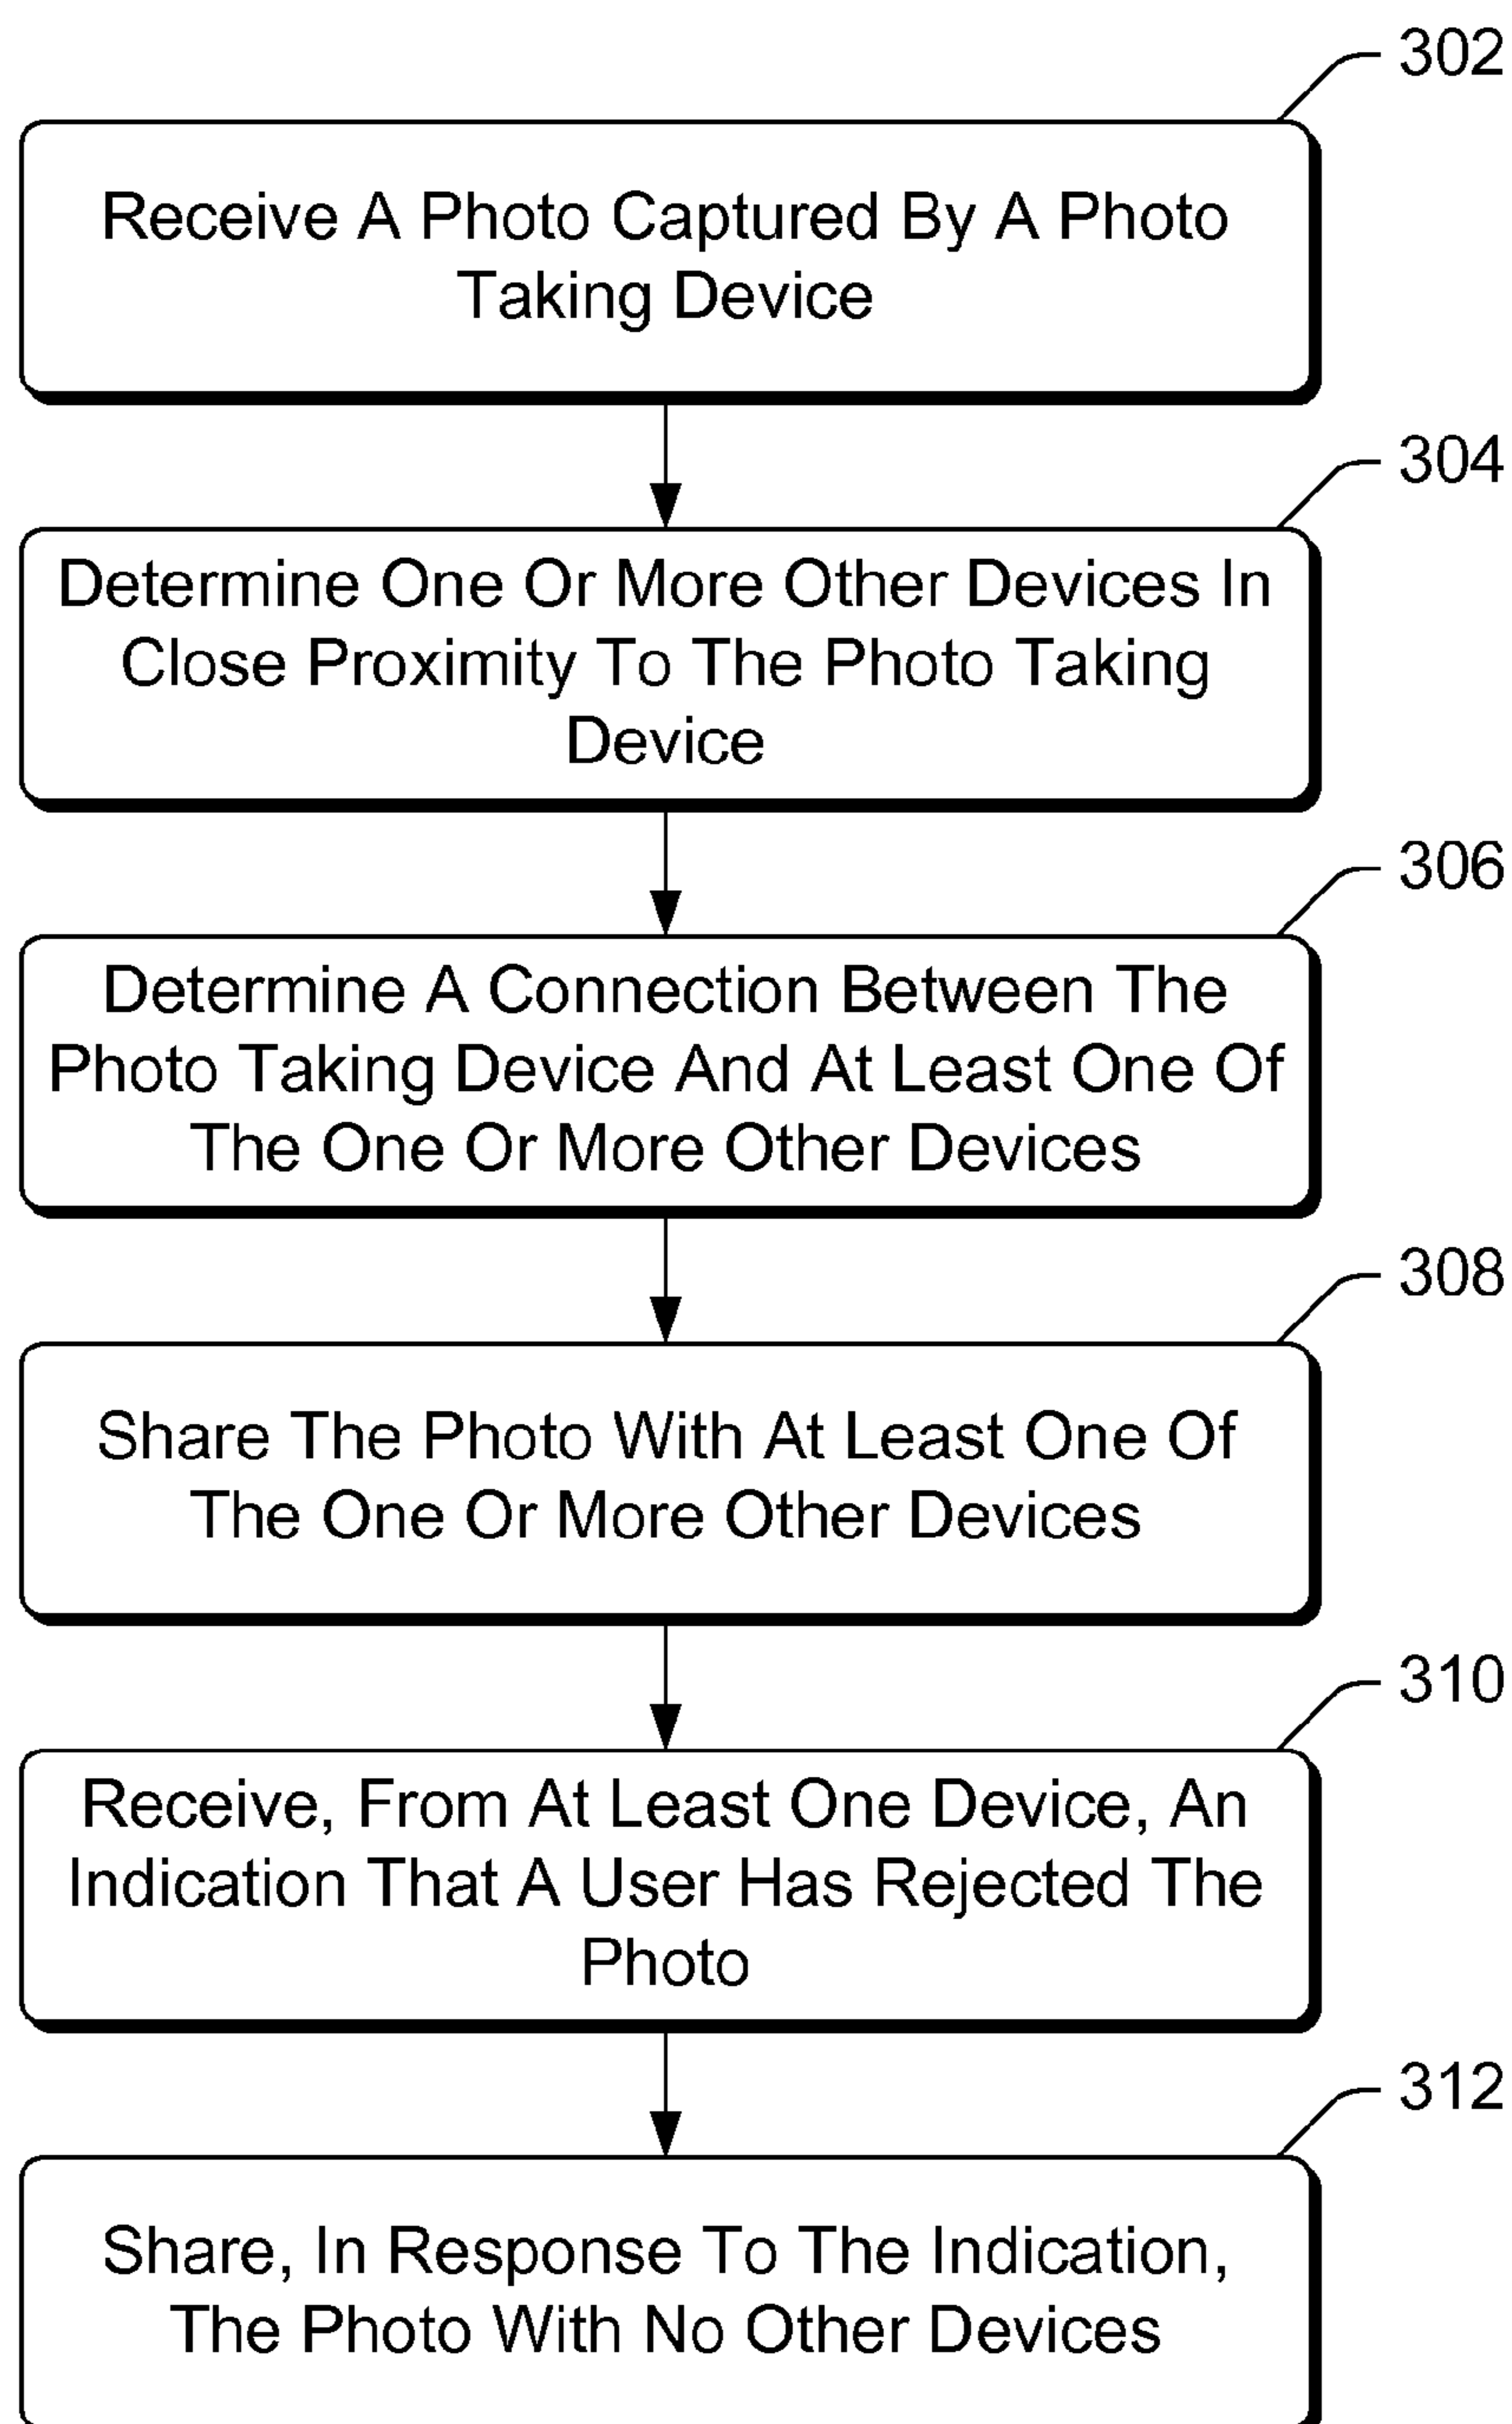 302
Receive A Photo Captured By A Photo
Taking Device
304
Determine One Or More Other Devices In
Close Proximity To The Photo Taking
Device
306
Determine A Connection Between The
Photo Taking Device And At Least One Of
The One Or More Other Devices
308
Share The Photo With At Least One Of
The One Or More Other Devices
310
Receive, From At Least One Device, An
Indication That A User Has Rejected The
Photo
312
Share, In Response To The Indication,
The Photo With No Other Devices